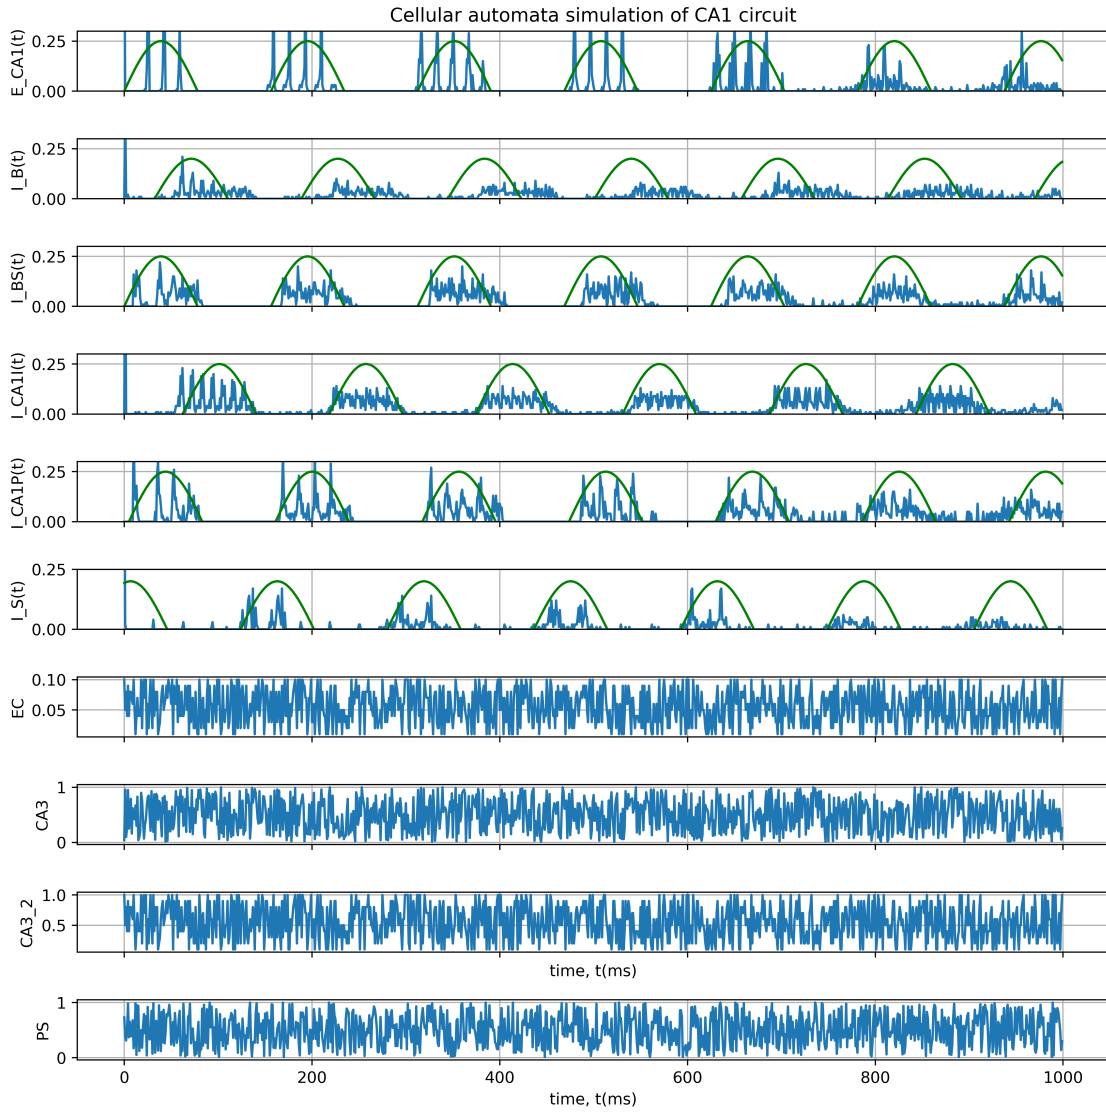 Cellular automata simulation of CA1 circuit
E_CA1(t)
0.25
0.00
I_B(t)
0.25
0.00
I_BS(t)
0.25
0.00
I_CA1I(t)
0.25
0.00
I_CA1P(t)
0.25
0.00
I_S(t)
0.25
0.00
EC
0.10
0.05
CA3
1
0
CA3_2
1.0
0.5
time, t(ms)
PS
1
0
0 200 400 600 800 1000
time, t(ms)